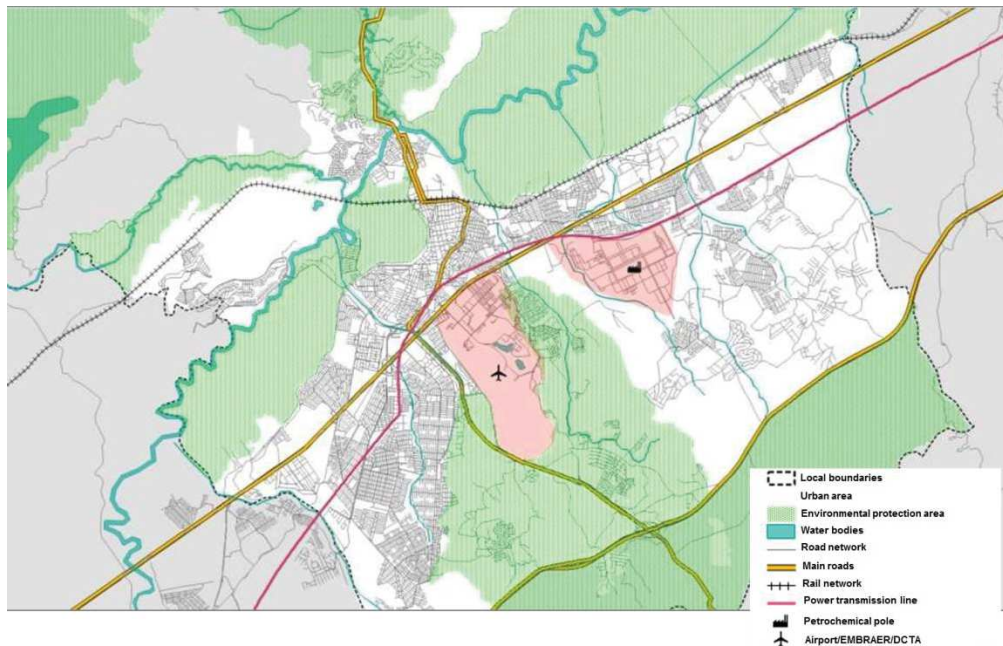 Local boundaries
Urban area
Environmental protection area
Water bodies
Road network
Main roads
Rail network
Power transmission line
Petrochemical pole
Airport/EMBRAER/DCTA